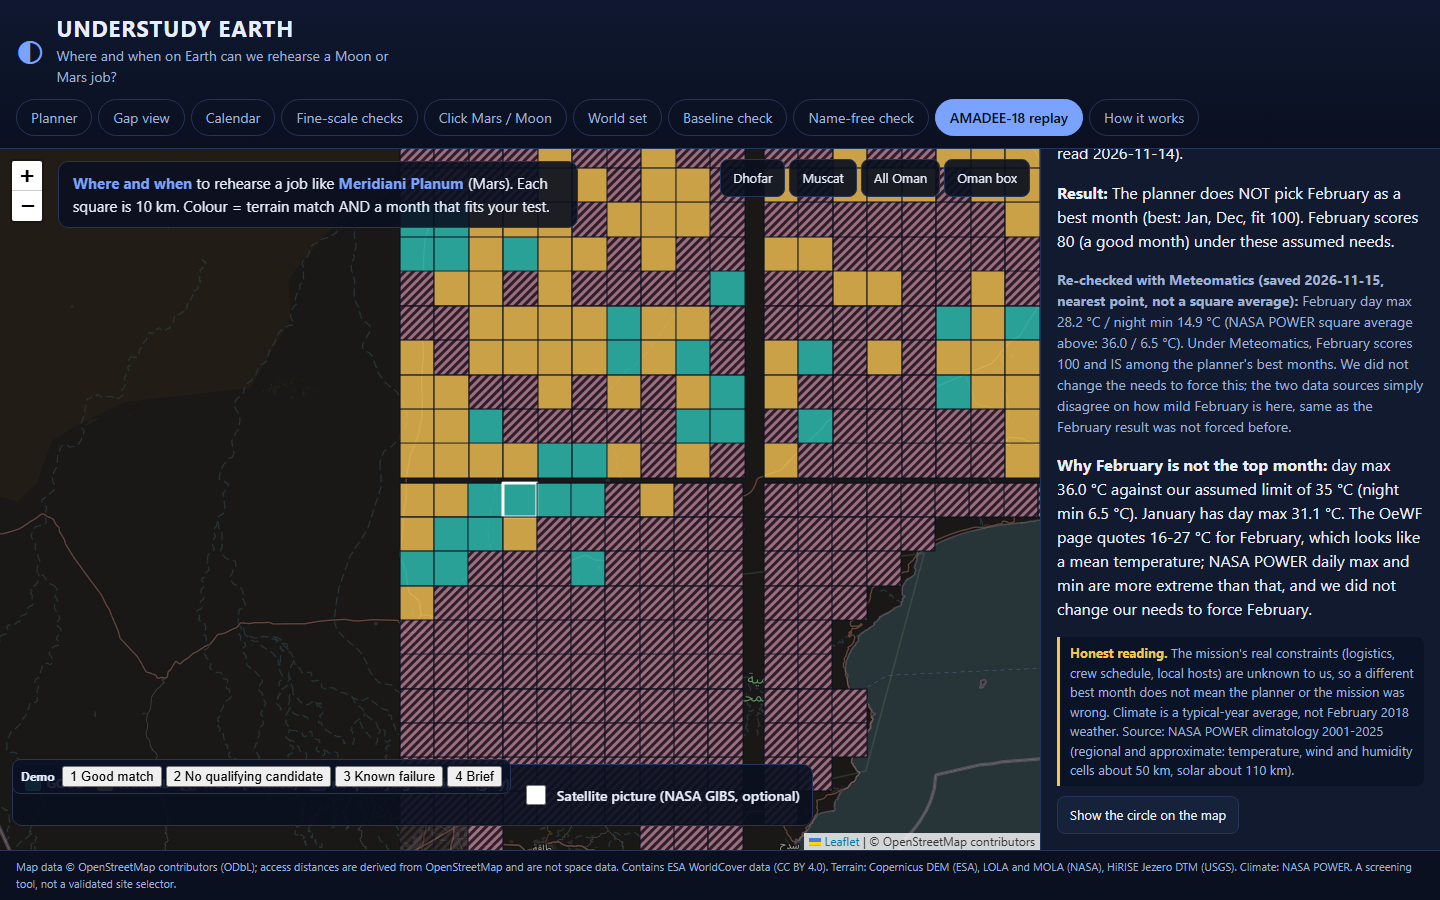 UNDERSTUDY EARTH
Where and when on Earth can we rehearse a Moon or
Mars job?
Planner
Gap view
Calendar
Fine-scale checks
Click Mars / Moon
World set
Baseline check
Name-free check
AMADEE-18 replay
How it works
+
−
Where and when to rehearse a job like Meridiani Planum (Mars). Each
square is 10 km. Colour = terrain match AND a month that fits your test.
Dhofar
Muscat
All Oman
Oman box
read 2026-11-14).
Result: The planner does NOT pick February as a
best month (best: Jan, Dec, fit 100). February scores
80 (a good month) under these assumed needs.
Re-checked with Meteomatics (saved 2026-11-15,
nearest point, not a square average): February day max
28.2 °C / night min 14.9 °C (NASA POWER square average
above: 36.0 / 6.5 °C). Under Meteomatics, February scores
100 and IS among the planner's best months. We did not
change the needs to force this; the two data sources simply
disagree on how mild February is here, same as the
February result was not forced before.
Why February is not the top month: day max
36.0 °C against our assumed limit of 35 °C (night
min 6.5 °C). January has day max 31.1 °C. The OeWF
page quotes 16-27 °C for February, which looks like
a mean temperature; NASA POWER daily max and
min are more extreme than that, and we did not
change our needs to force February.
Honest reading. The mission's real constraints (logistics,
crew schedule, local hosts) are unknown to us, so a different
best month does not mean the planner or the mission was
wrong. Climate is a typical-year average, not February 2018
weather. Source: NASA POWER climatology 2001-2025
(regional and approximate: temperature, wind and humidity
cells about 50 km, solar about 110 km).
Show the circle on the map
Demo
1 Good match
2 No qualifying candidate
3 Known failure
4 Brief
Satellite picture (NASA GIBS, optional)
Leaflet | © OpenStreetMap contributors
Map data © OpenStreetMap contributors (ODbL); access distances are derived from OpenStreetMap and are not space data. Contains ESA WorldCover data (CC BY 4.0). Terrain: Copernicus DEM (ESA), LOLA and MOLA (NASA), HiRISE Jezero DTM (USGS). Climate: NASA POWER. A screening
tool, not a validated site selector.